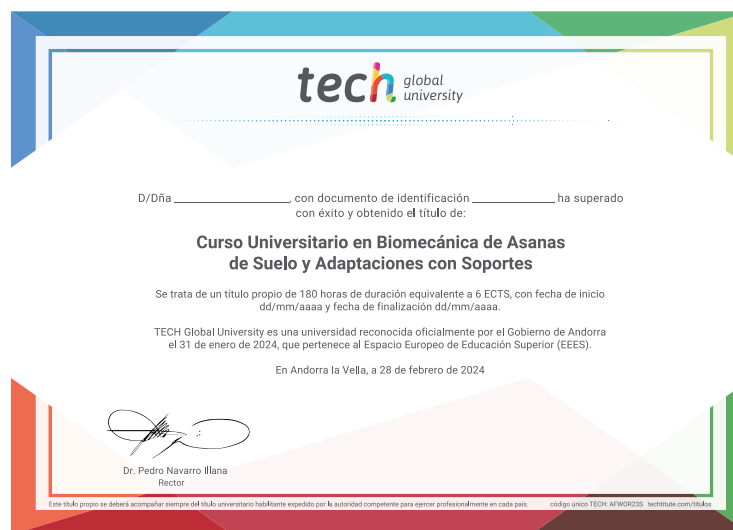 tech global university
D/Dña ____________________, con documento de identificación ______________ ha superado
con éxito y obtenido el título de:
Curso Universitario en Biomecánica de Asanas
de Suelo y Adaptaciones con Soportes
Se trata de un título propio de 180 horas de duración equivalente a 6 ECTS, con fecha de inicio
dd/mm/aaaa y fecha de finalización dd/mm/aaaa.
TECH Global University es una universidad reconocida oficialmente por el Gobierno de Andorra
el 31 de enero de 2024, que pertenece al Espacio Europeo de Educación Superior (EEES).
En Andorra la Vella, a 28 de febrero de 2024
Dr. Pedro Navarro Illana
Rector
Este título propio se deberá acompañar siempre del título universitario habilitante expedido por la autoridad competente para ejercer profesionalmente en cada país. código único TECH: AFWOR23S techtitute.com/titulos